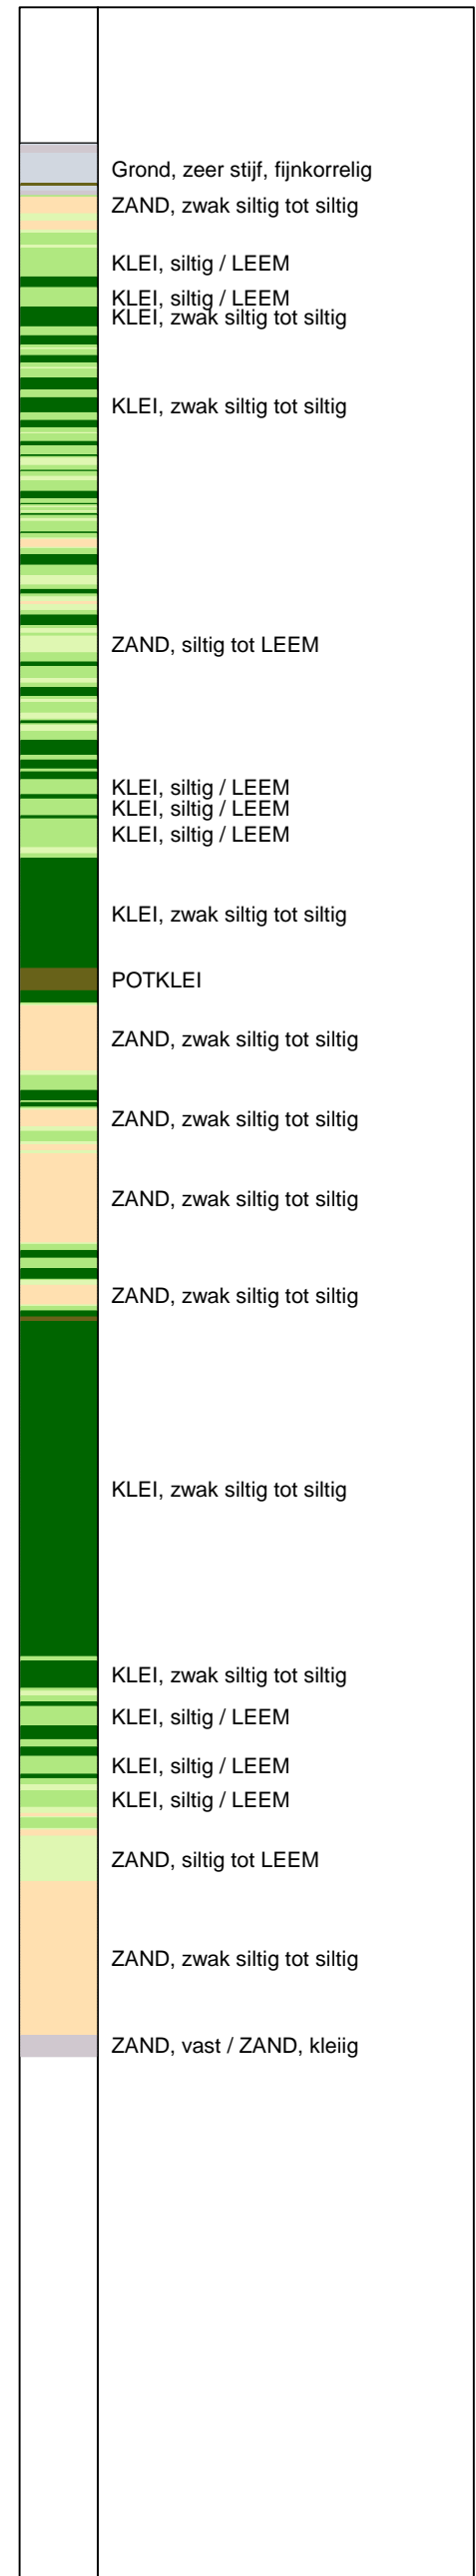 Grond, zeer stijf, fijnkorrelig
ZAND, zwak siltig tot siltig
KLEI, siltig / LEEM
KLEI, siltig / LEEM
KLEI, zwak siltig tot siltig
KLEI, zwak siltig tot siltig
ZAND, siltig tot LEEM
KLEI, siltig / LEEM
KLEI, siltig / LEEM
KLEI, siltig / LEEM
KLEI, zwak siltig tot siltig
POTKLEI
ZAND, zwak siltig tot siltig
ZAND, zwak siltig tot siltig
ZAND, zwak siltig tot siltig
ZAND, zwak siltig tot siltig
KLEI, zwak siltig tot siltig
KLEI, zwak siltig tot siltig
KLEI, siltig / LEEM
KLEI, siltig / LEEM
KLEI, siltig / LEEM
ZAND, siltig tot LEEM
ZAND, zwak siltig tot siltig
ZAND, vast / ZAND, kleiig